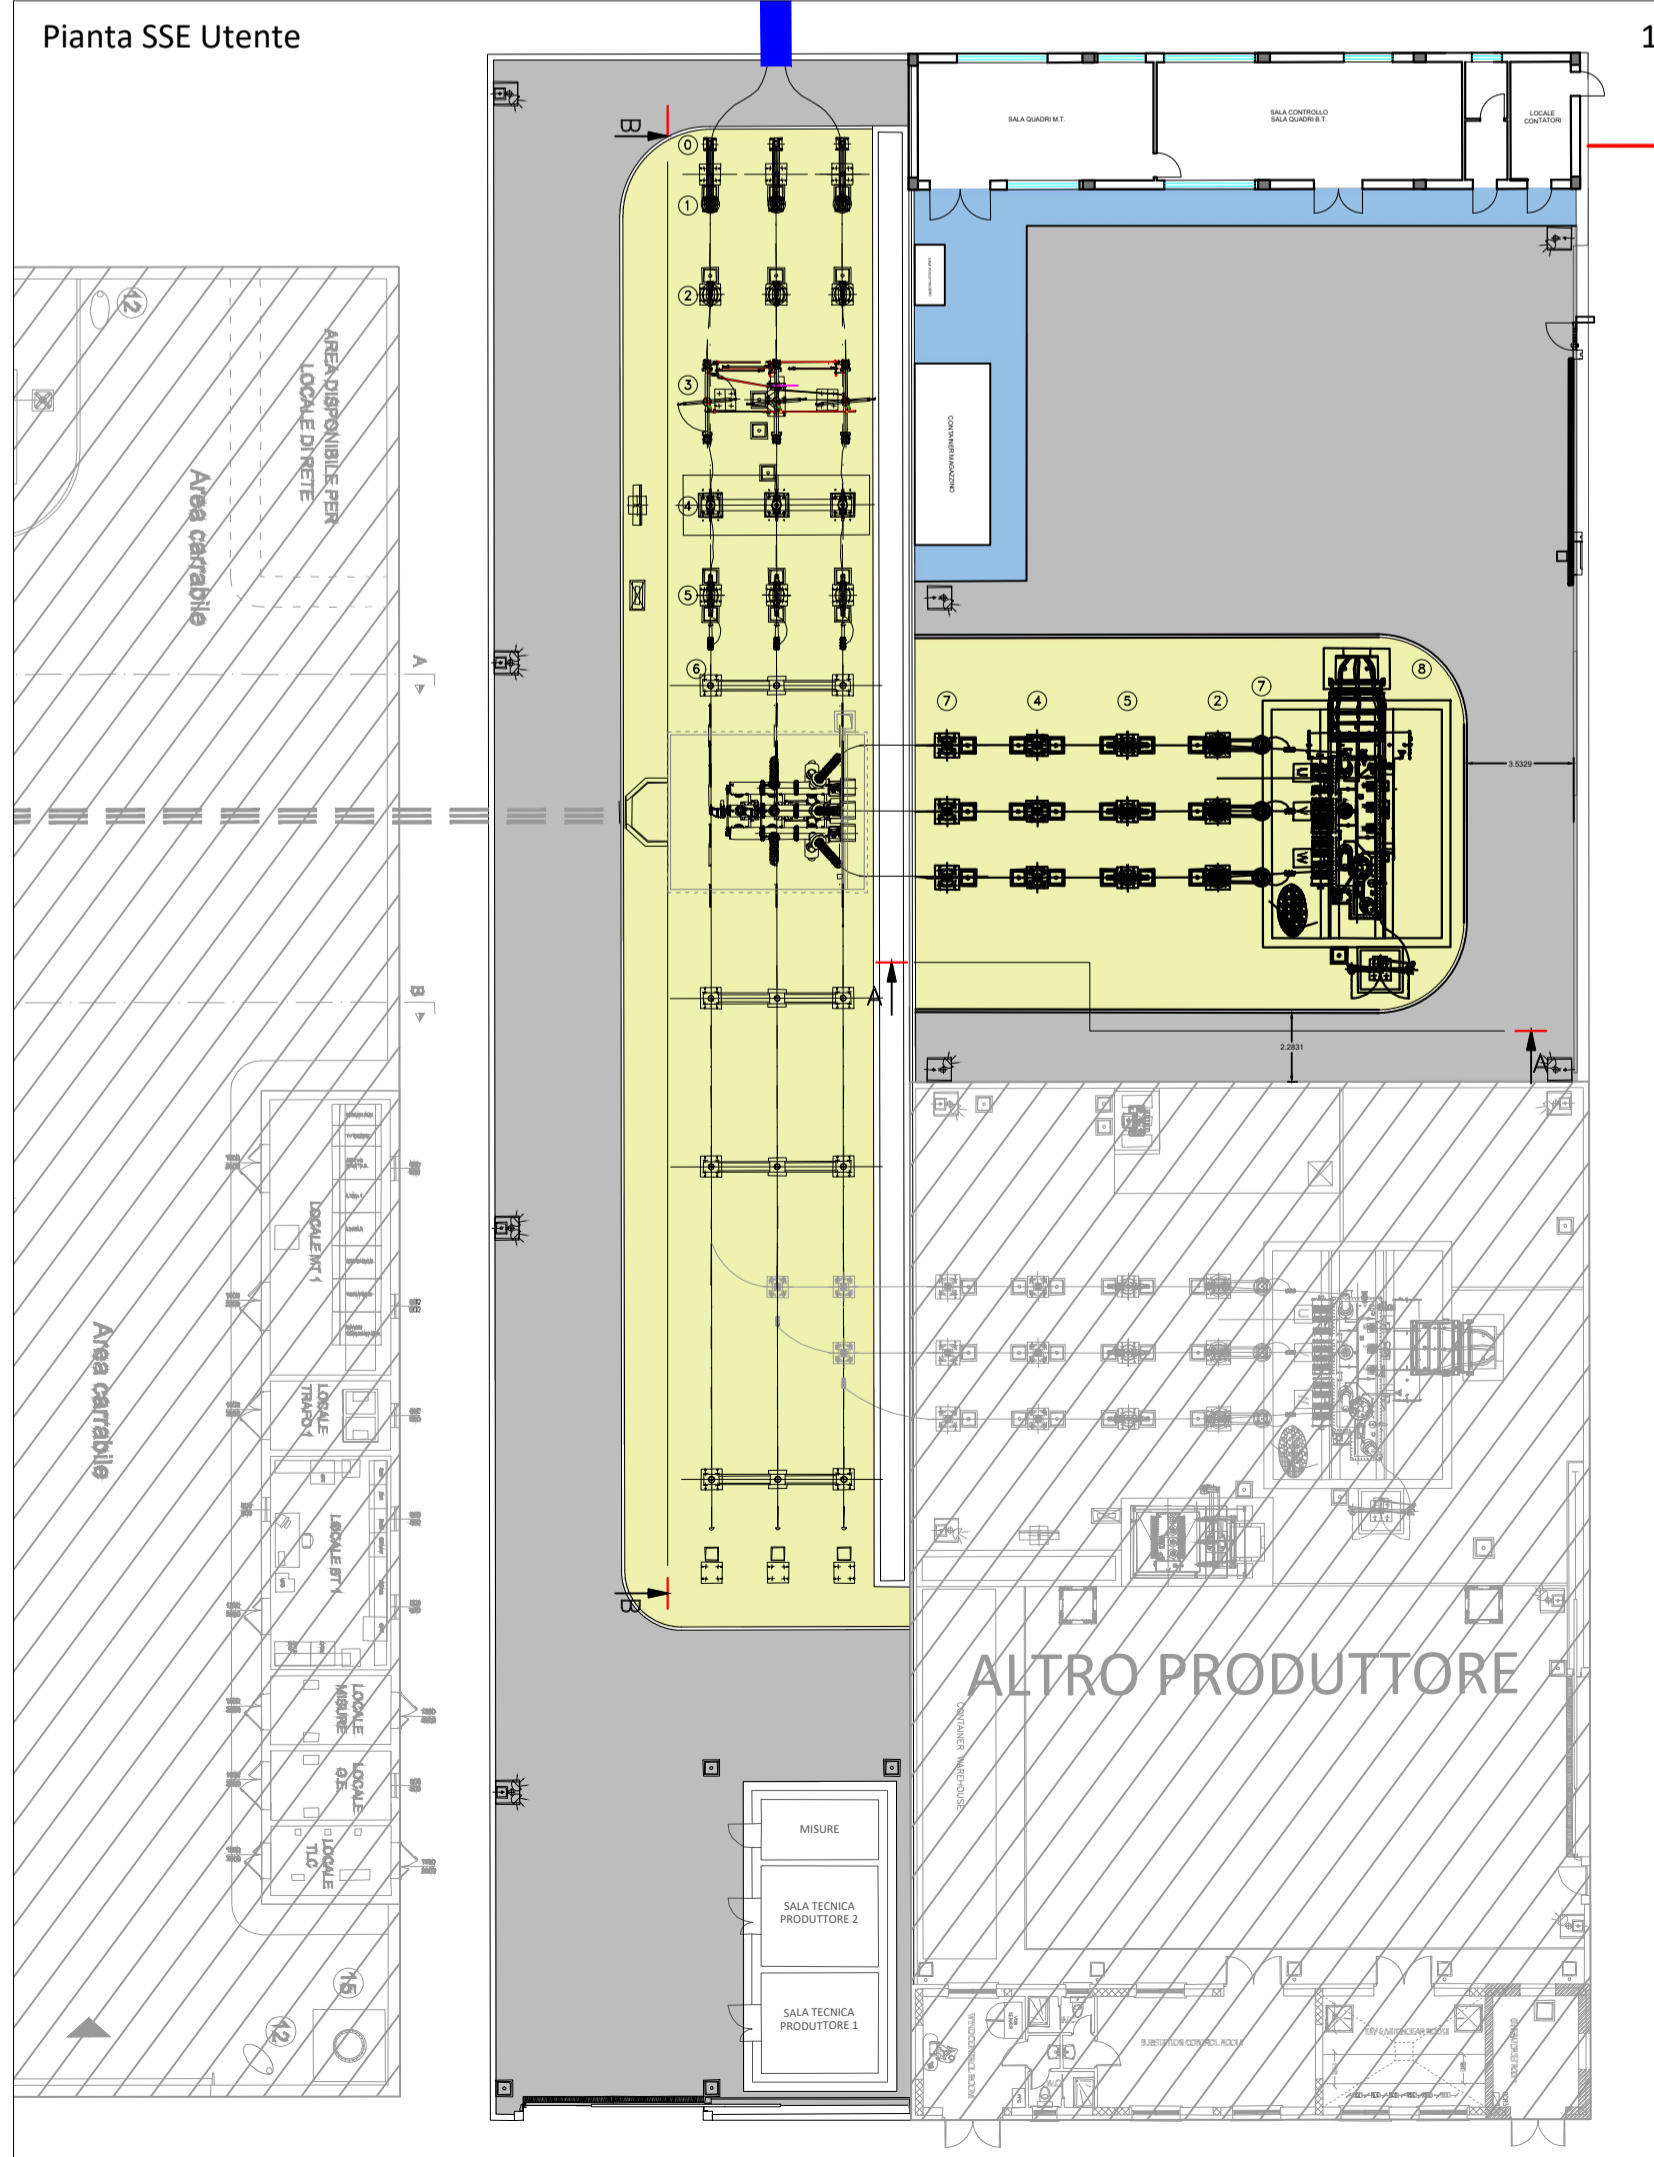 Pianta SSE Utente
1
B
0
1
2
3
4
5
6
SALA QUADRI M.T.
SALA CONTROLLO
SALA QUADRI B.T.
LOCALE
CONTATORI
CONTAINER MAGAZZINO
7
4
5
2
7
8
U
V
W
3.5329
2.2831
A
A
B
12
AREA DISPONIBILE PER
LOCALE DI RETE
Area carrabile
A
B
LOCALE MT 1
LOCALE
TRAFO 1
LOCALE BT 1
LOCALE
MISURE
LOCALE
G.E.
LOCALE
TLC
Area carrabile
15
12
U
V
W
ALTRO PRODUTTORE
CONTAINER WAREHOUSE
MISURE
SALA TECNICA
PRODUTTORE 2
SALA TECNICA
PRODUTTORE 1
SUBSTATION CONTROL ROOM